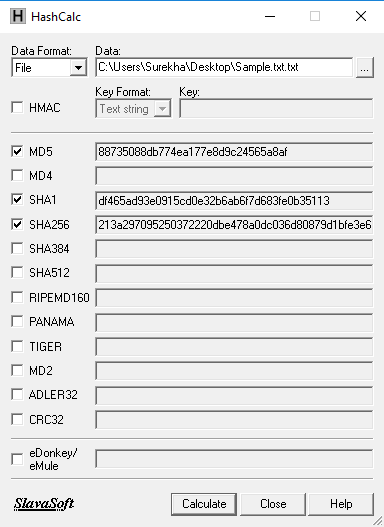 HashCalc
Data Format: Data:
File C:\Users\Surekha\Desktop\Sample.txt.txt ...
Key Format: Key:
HMAC Text string
MD5 88735088db774ea177e8d9c24565a8af
MD4
SHA1 df465ad93e0915cd0e32b6ab6f7d683fe0b35113
SHA256 213a297095250372220dbe478a0dc036d80879d1bfe3e6
SHA384
SHA512
RIPEMD160
PANAMA
TIGER
MD2
ADLER32
CRC32
eDonkey/
eMule
SlavaSoft Calculate Close Help